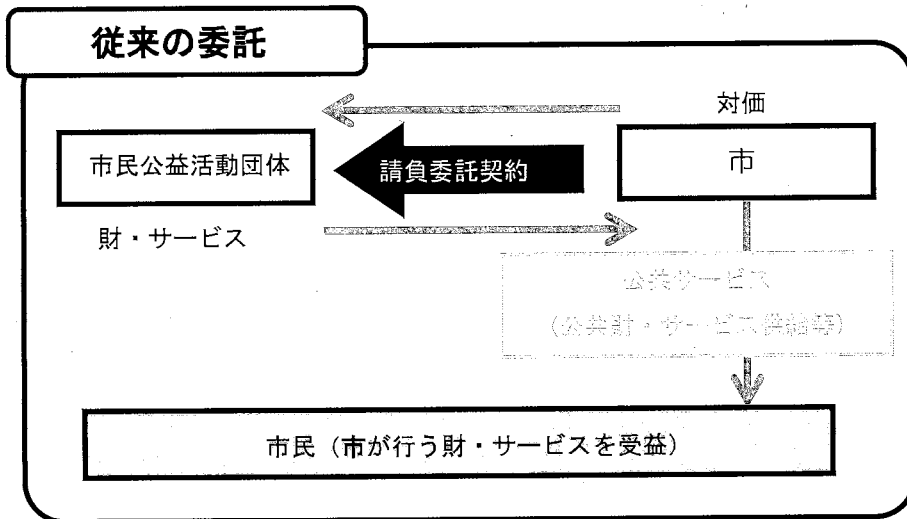 従来の委託
対価
市民公益活動団体
請負委託契約
市
財・サービス
公共サービス
(公共財・サービス供給等)
市民(市が行う財・サービスを受益)